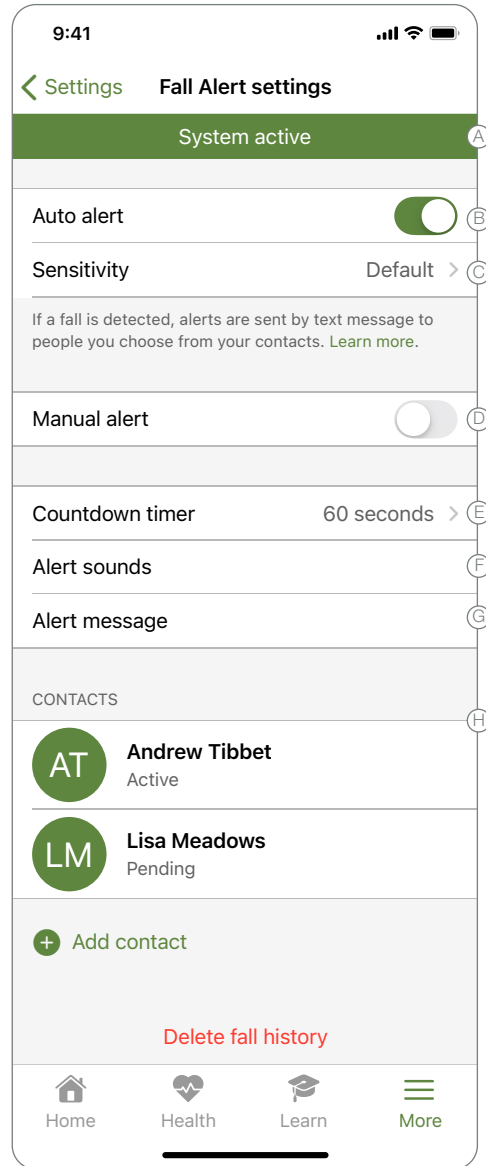 9:41
Settings Fall Alert settings
System active A
Auto alert B
Sensitivity Default C
If a fall is detected, alerts are sent by text message to
people you choose from your contacts. Learn more.
Manual alert D
Countdown timer 60 seconds E
Alert sounds F
Alert message G
CONTACTS
H
AT Andrew Tibbet
Active
LM Lisa Meadows
Pending
+ Add contact
Delete fall history
Home Health Learn More